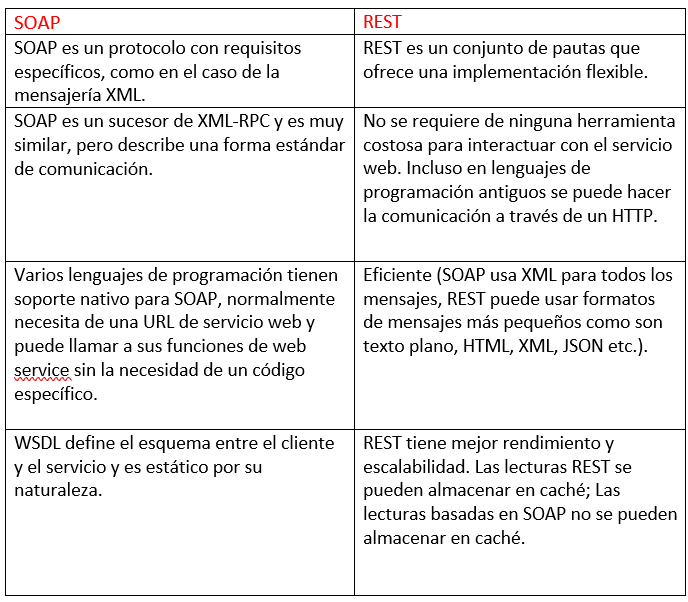 SOAP
REST
SOAP es un protocolo con requisitos
específicos, como en el caso de la
mensajería XML.
REST es un conjunto de pautas que
ofrece una implementación flexible.
SOAP es un sucesor de XML-RPC y es muy
similar, pero describe una forma estándar
de comunicación.
No se requiere de ninguna herramienta
costosa para interactuar con el servicio
web. Incluso en lenguajes de
programación antiguos se puede hacer
la comunicación a través de un HTTP.
Varios lenguajes de programación tienen
soporte nativo para SOAP, normalmente
necesita de una URL de servicio web y
puede llamar a sus funciones de web
service sin la necesidad de un código
específico.
Eficiente (SOAP usa XML para todos los
mensajes, REST puede usar formatos
de mensajes más pequeños como son
texto plano, HTML, XML, JSON etc.).
WSDL define el esquema entre el cliente
y el servicio y es estático por su
naturaleza.
REST tiene mejor rendimiento y
escalabilidad. Las lecturas REST se
pueden almacenar en caché; Las
lecturas basadas en SOAP no se pueden
almacenar en caché.